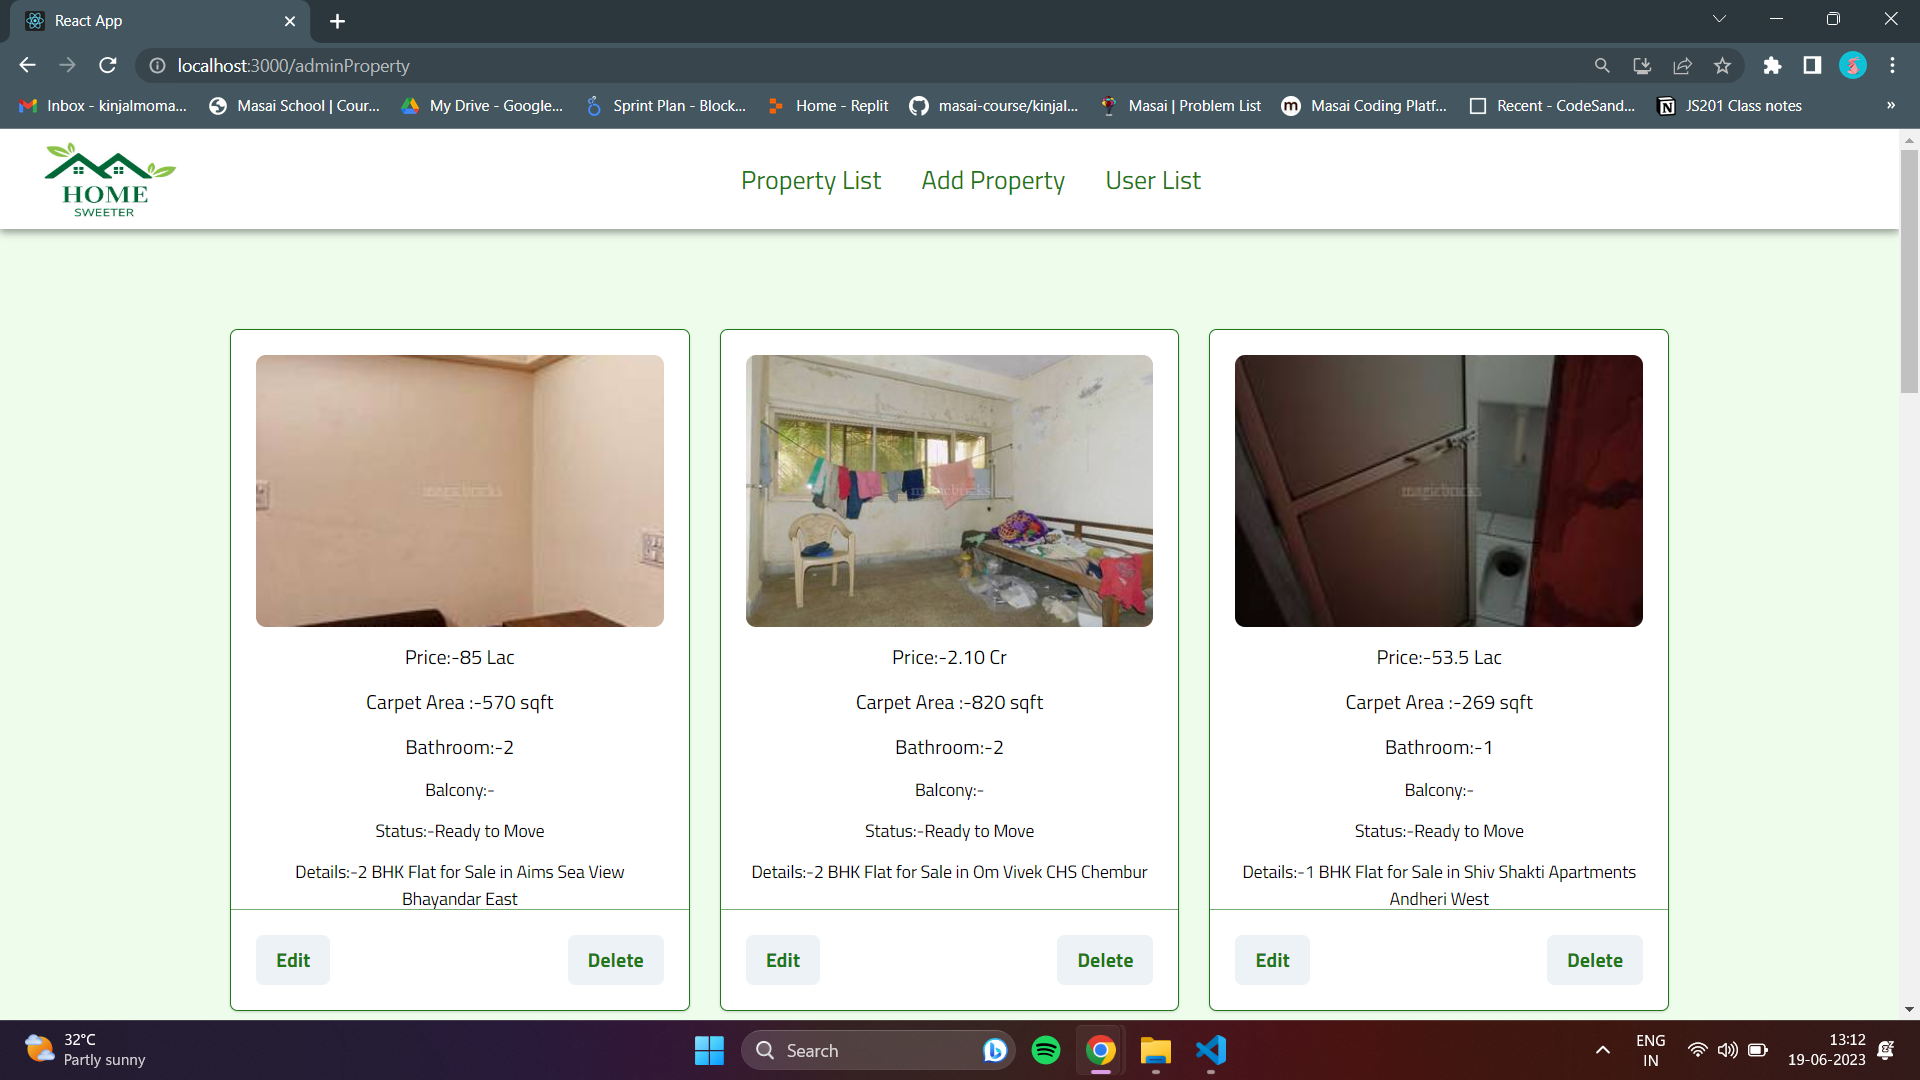 React App
localhost:3000/adminProperty
Inbox - kinjalmoma...
Masai School | Cour...
My Drive - Google...
Sprint Plan - Block...
Home - Replit
masai-course/kinjal...
Masai | Problem List
Masai Coding Platf...
Recent - CodeSand...
JS201 Class notes
»
HOME
SWEETER
Property List
Add Property
User List
magicbricks
Price:-85 Lac
Carpet Area :-570 sqft
Bathroom:-2
Balcony:-
Status:-Ready to Move
Details:-2 BHK Flat for Sale in Aims Sea View
Bhayandar East
Edit
Delete
magicbricks
Price:-2.10 Cr
Carpet Area :-820 sqft
Bathroom:-2
Balcony:-
Status:-Ready to Move
Details:-2 BHK Flat for Sale in Om Vivek CHS Chembur
Edit
Delete
magicbricks
Price:-53.5 Lac
Carpet Area :-269 sqft
Bathroom:-1
Balcony:-
Status:-Ready to Move
Details:-1 BHK Flat for Sale in Shiv Shakti Apartments
Andheri West
Edit
Delete
32°C
Partly sunny
Search
ENG
IN
13:12
19-06-2023